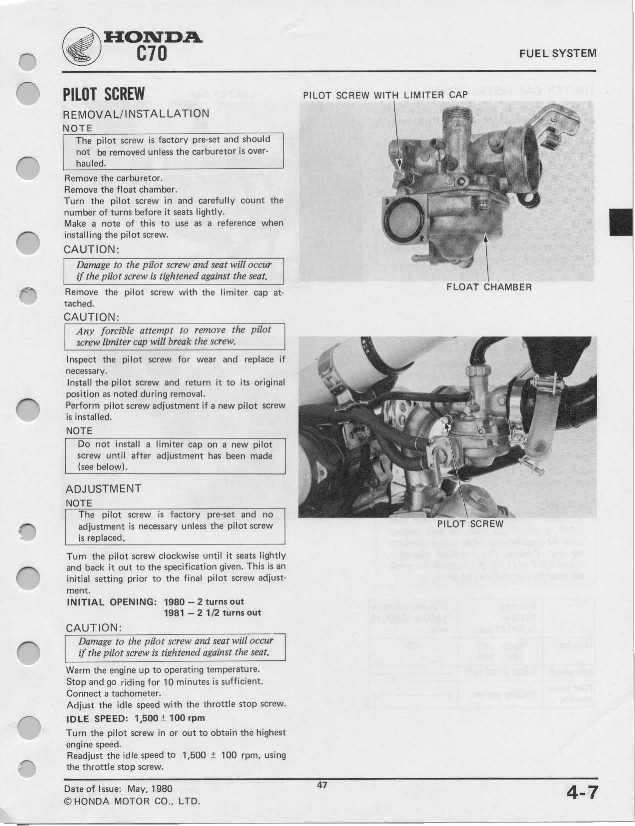 HONDA
C70
FUEL SYSTEM
PILOT SCREW
REMOVAL/INSTALLATION
NOTE
The pilot screw is factory pre-set and should
not be removed unless the carburetor is over-
hauled.
Remove the carburetor.
Remove the float chamber.
Turn the pilot screw in and carefully count the
number of turns before it seats lightly.
Make a note of this to use as a reference when
installing the pilot screw.
CAUTION:
Damage to the pilot screw and seat will occur
if the pilot screw is tightened against the seat.
Remove the pilot screw with the limiter cap at-
tached.
CAUTION:
Any forcible attempt to remove the pilot
screw limiter cap will break the screw.
Inspect the pilot screw for wear and replace if
necessary.
Install the pilot screw and return it to its original
position as noted during removal.
Perform pilot screw adjustment if a new pilot screw
is installed.
NOTE
Do not install a limiter cap on a new pilot
screw until after adjustment has been made
(see below).
ADJUSTMENT
NOTE
The pilot screw is factory pre-set and no
adjustment is necessary unless the pilot screw
is replaced.
Turn the pilot screw clockwise until it seats lightly
and back it out to the specification given. This is an
initial setting prior to the final pilot screw adjust-
ment.
INITIAL OPENING: 1980 – 2 turns out
1981 – 2 1/2 turns out
CAUTION:
Damage to the pilot screw and seat will occur
if the pilot screw is tightened against the seat.
Warm the engine up to operating temperature.
Stop and go riding for 10 minutes is sufficient.
Connect a tachometer.
Adjust the idle speed with the throttle stop screw.
IDLE SPEED: 1,500 ± 100 rpm
Turn the pilot screw in or out to obtain the highest
engine speed.
Readjust the idle speed to 1,500 ± 100 rpm, using
the throttle stop screw.
PILOT SCREW WITH LIMITER CAP
FLOAT CHAMBER
PILOT SCREW
Date of Issue: May, 1980
© HONDA MOTOR CO., LTD.
47
4-7